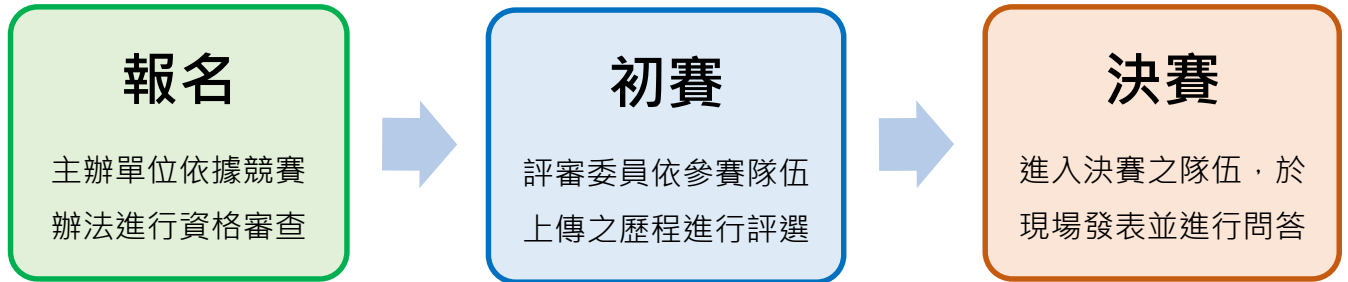 報名
主辦單位依據競賽
辦法進行資格審查
初賽
評審委員依參賽隊伍
上傳之歷程進行評選
決賽
進入決賽之隊伍，於
現場發表並進行問答